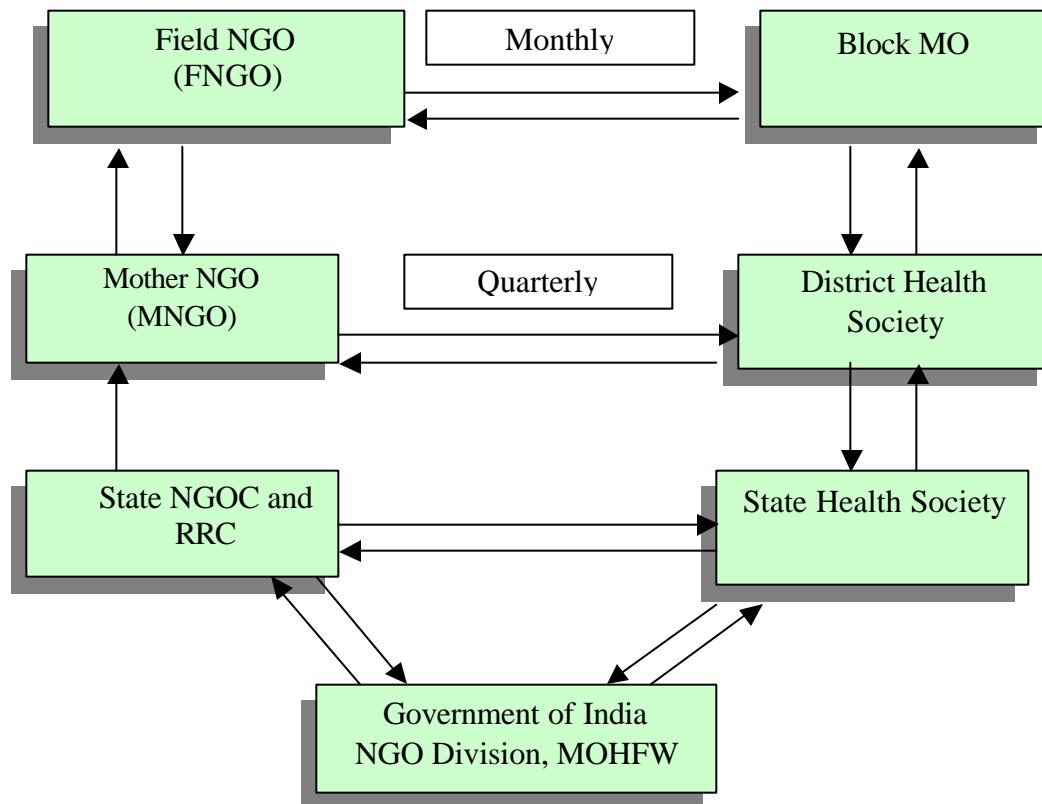 Field NGO
(FNGO)
Monthly
Block MO
Mother NGO
(MNGO)
Quarterly
District Health
Society
State NGOC and
RRC
State Health Society
Government of India
NGO Division, MOHFW